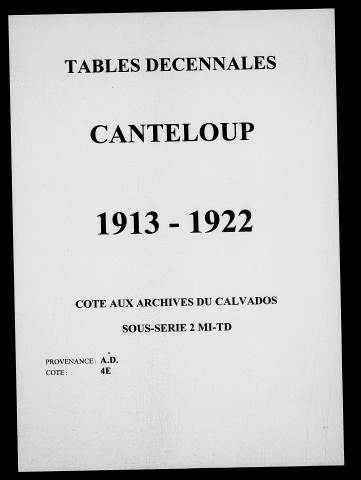 TABLES DECENNALES
CANTELOUP
1913 - 1922
COTE AUX ARCHIVES DU CALVADOS
SOUS-SERIE 2 MI-TD
PROVENANCE: A.D.
COTE: 4E